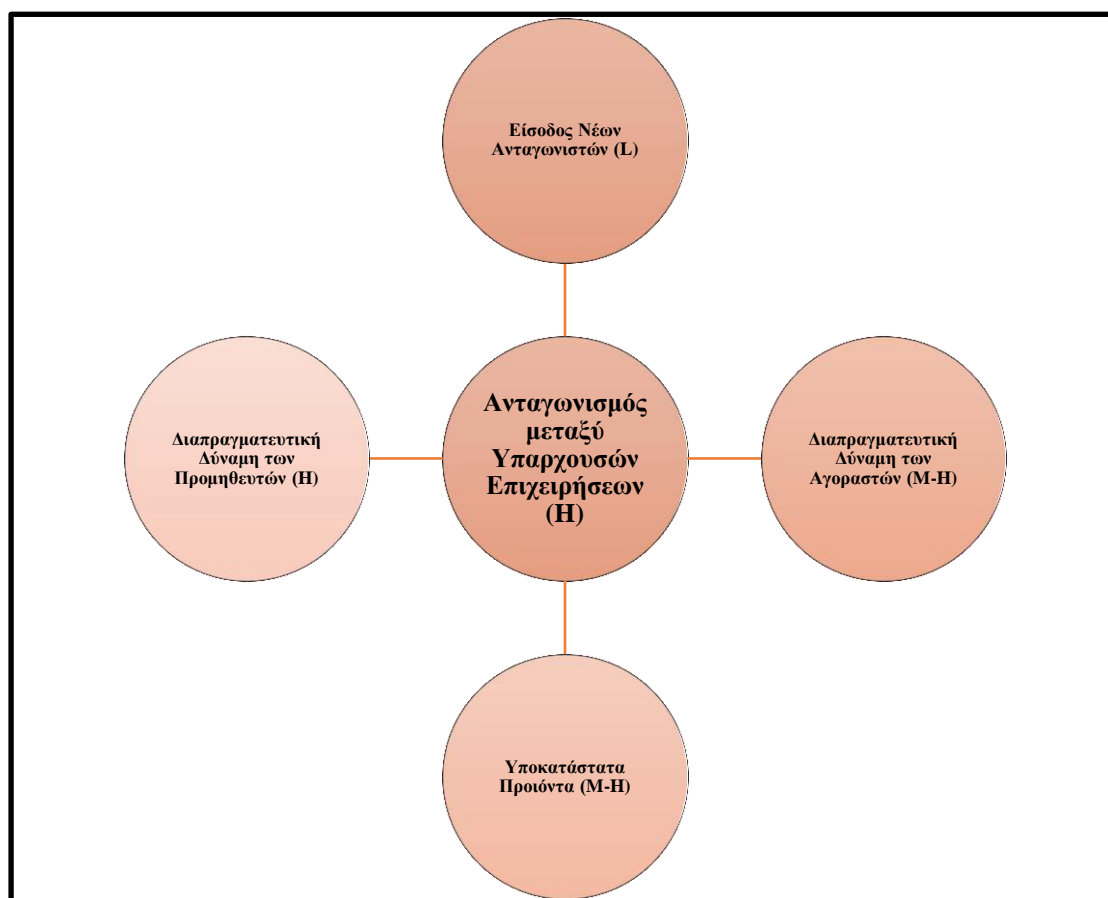 Είσοδος Νέων
Ανταγωνιστών (L)
Διαπραγματευτική
Δύναμη των
Προμηθευτών (H)
Ανταγωνισμός
μεταξύ
Υπαρχουσών
Επιχειρήσεων
(H)
Διαπραγματευτική
Δύναμη των
Αγοραστών (M-H)
Υποκατάστατα
Προιόντα (M-H)